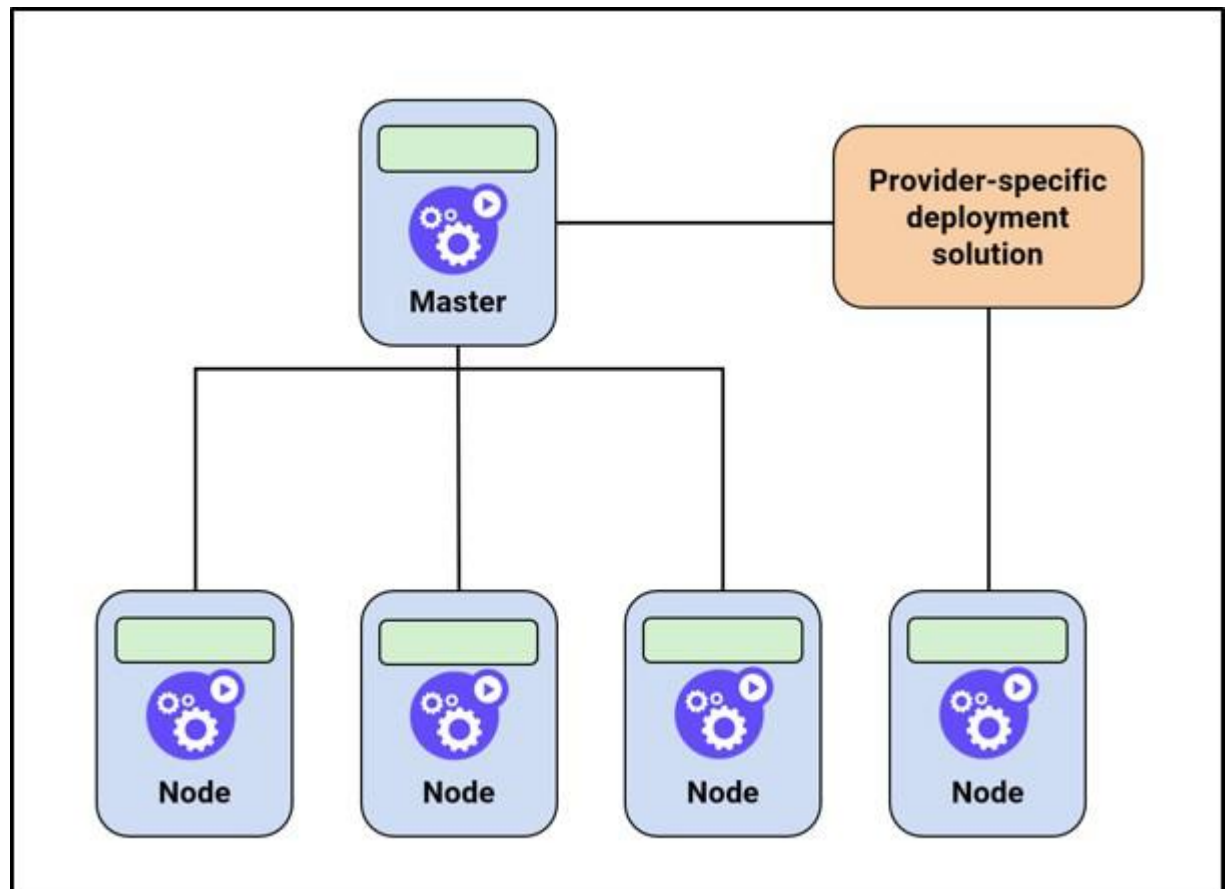 Provider-specific
deployment
solution
Master
Node
Node
Node
Node